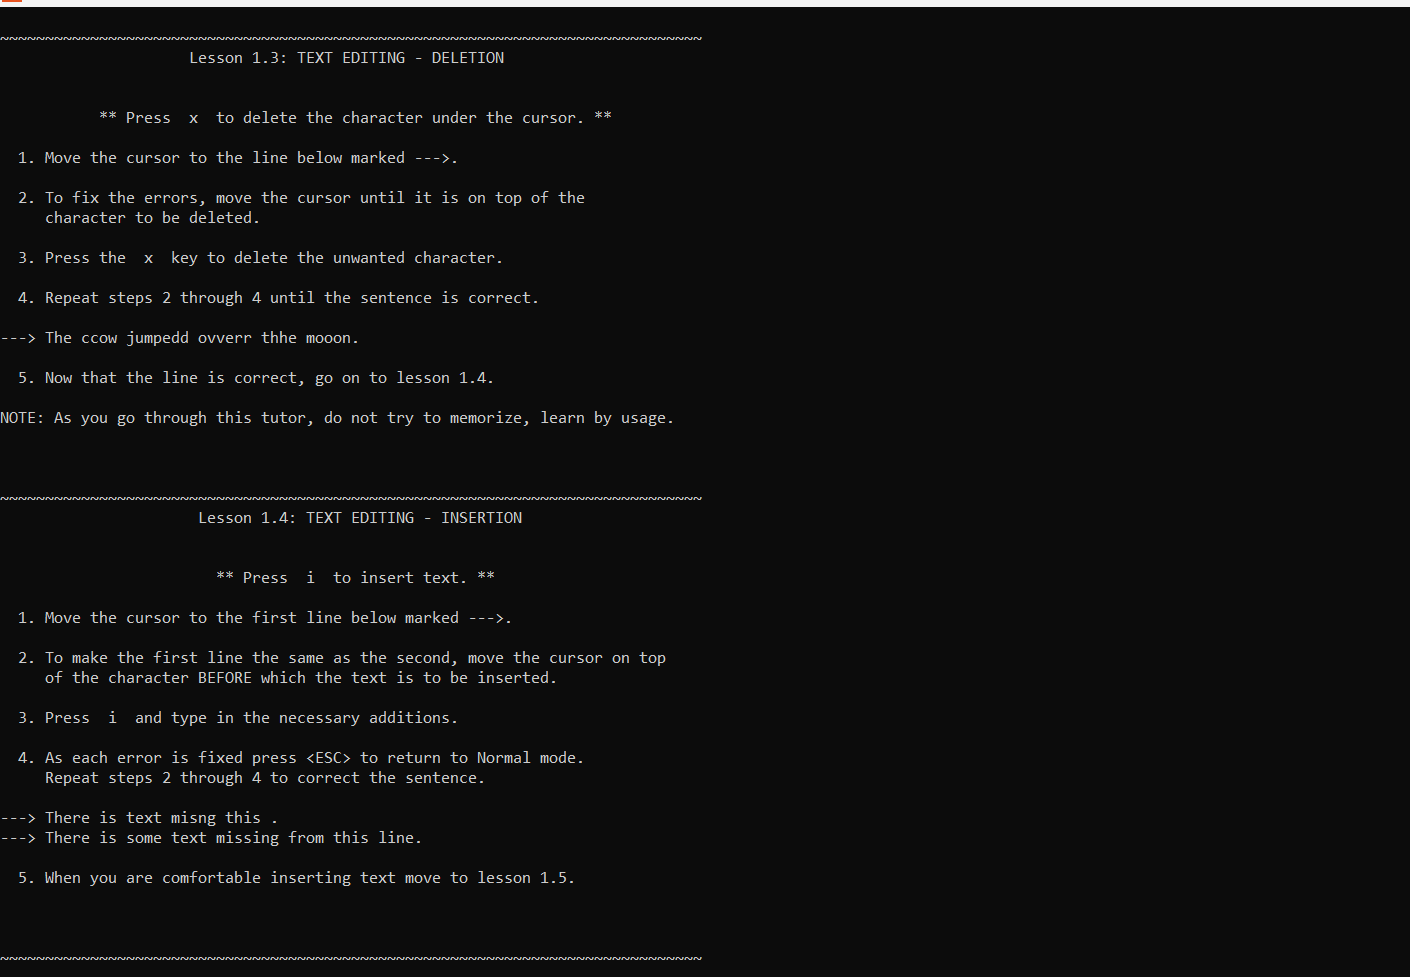 ~~~~~~~~~~~~~~~~~~~~~~~~~~~~~~~~~~~~~~~~~~~~~~~~~~~~~~~~~~~~~~~~~~~~~~~~~~~~~~
Lesson 1.3: TEXT EDITING - DELETION
** Press  x  to delete the character under the cursor. **
1. Move the cursor to the line below marked --->.
2. To fix the errors, move the cursor until it is on top of the
character to be deleted.
3. Press the  x  key to delete the unwanted character.
4. Repeat steps 2 through 4 until the sentence is correct.
---> The ccow jumpedd ovverr thhe mooon.
5. Now that the line is correct, go on to lesson 1.4.
NOTE: As you go through this tutor, do not try to memorize, learn by usage.
~~~~~~~~~~~~~~~~~~~~~~~~~~~~~~~~~~~~~~~~~~~~~~~~~~~~~~~~~~~~~~~~~~~~~~~~~~~~~~
Lesson 1.4: TEXT EDITING - INSERTION
** Press  i  to insert text. **
1. Move the cursor to the first line below marked --->.
2. To make the first line the same as the second, move the cursor on top
of the character BEFORE which the text is to be inserted.
3. Press  i  and type in the necessary additions.
4. As each error is fixed press <ESC> to return to Normal mode.
Repeat steps 2 through 4 to correct the sentence.
---> There is text misng this .
---> There is some text missing from this line.
5. When you are comfortable inserting text move to lesson 1.5.
~~~~~~~~~~~~~~~~~~~~~~~~~~~~~~~~~~~~~~~~~~~~~~~~~~~~~~~~~~~~~~~~~~~~~~~~~~~~~~